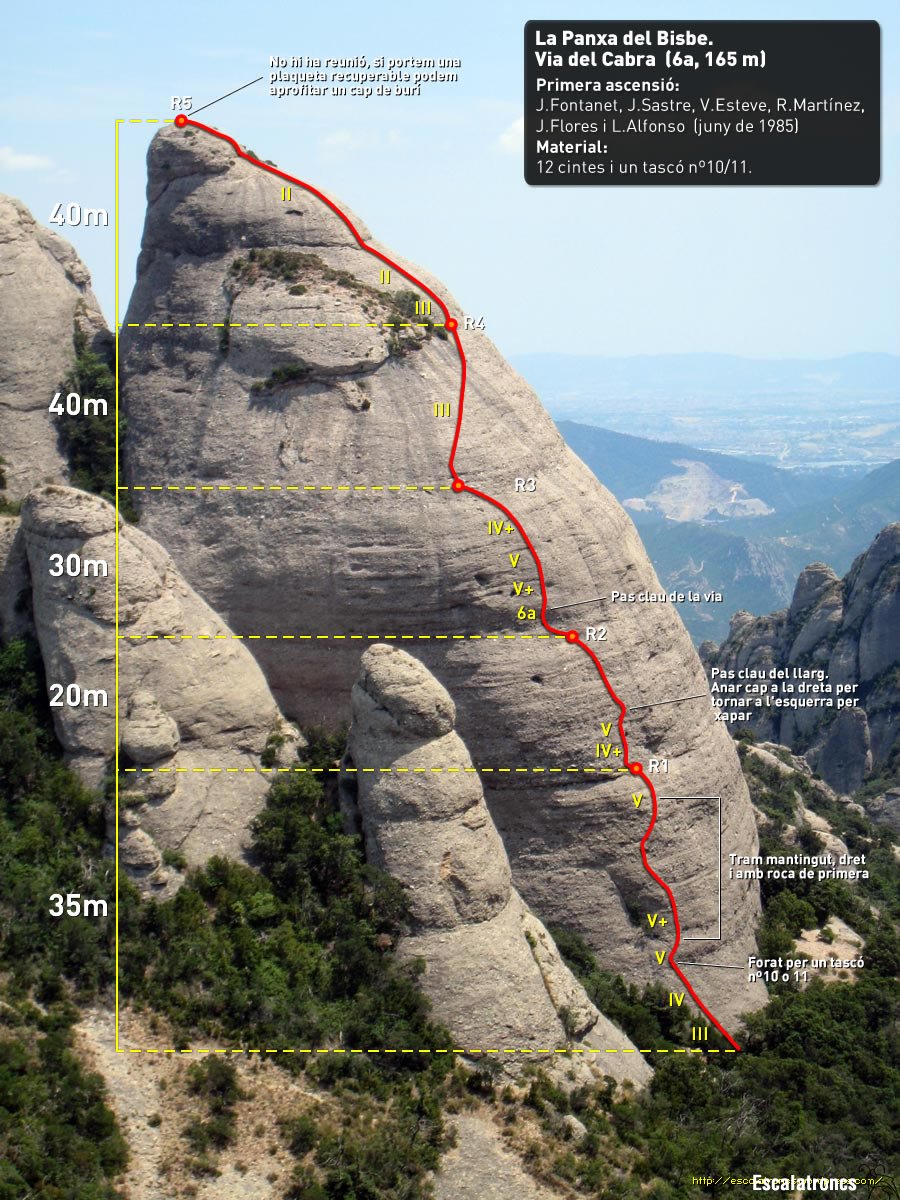 La Panxa del Bisbe.
Via del Cabra (6a, 165 m)
Primera ascensió:
J.Fontanet, J.Sastre, V.Esteve, R.Martínez,
J.Flores i L.Alfonso (juny de 1985)
Material:
12 cintes i un tascó nº10/11.
No hi ha reunió, si portem una
plaqueta recuperable podem
aprofitar un cap de burí
R5
40m
II
II
III
R4
40m
III
R3
IV+
30m
V
V+
Pas clau de la via
6a
R2
20m
Pas clau del llarg.
Anar cap a la dreta per
tornar a l'esquerra per
xapar
V
IV+
R1
V
Tram mantingut, dret
i amb roca de primera
35m
V+
V
Forat per un tascó
nº10 o 11
IV
III
Escalatroncs